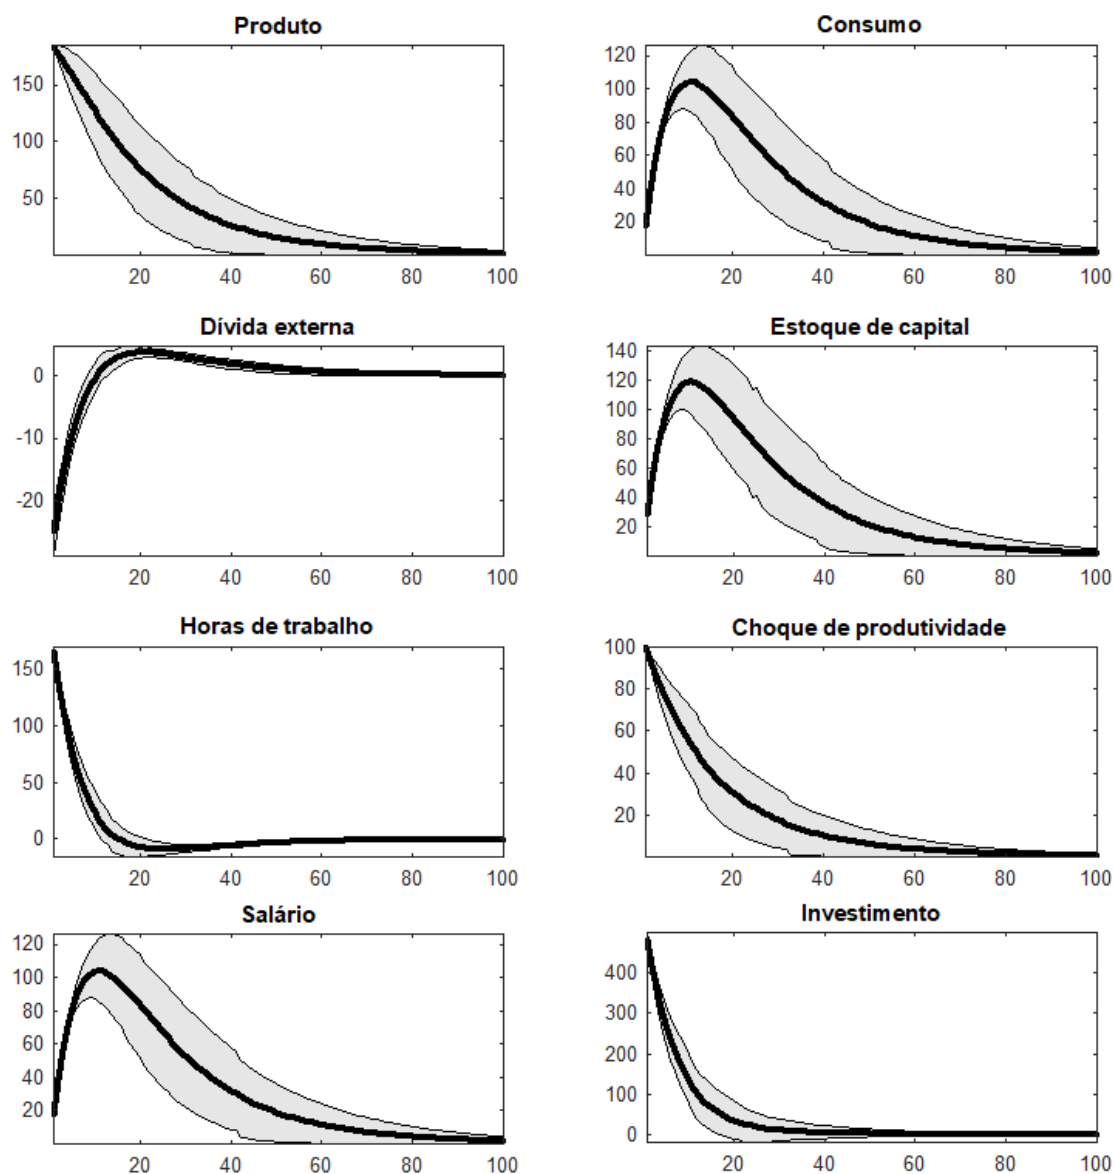 Produto
150
100
50
20 40 60 80 100
Consumo
120
100
80
60
40
20
20 40 60 80 100
Dívida externa
0
-10
-20
20 40 60 80 100
Estoque de capital
140
120
100
80
60
40
20
20 40 60 80 100
Horas de trabalho
150
100
50
0
20 40 60 80 100
Choque de produtividade
100
80
60
40
20
20 40 60 80 100
Salário
120
100
80
60
40
20
20 40 60 80 100
Investimento
400
300
200
100
0
20 40 60 80 100